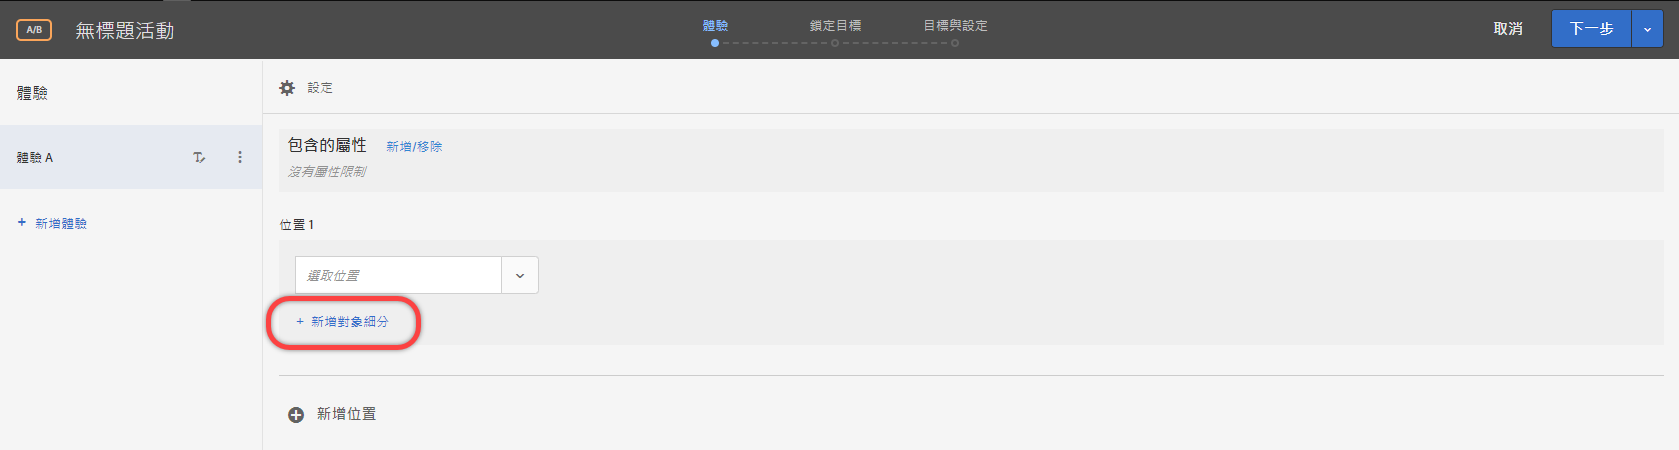 A/B
無標題活動
體驗
鎖定目標
目標與設定
取消
下一步
體驗
設定
體驗 A
包含的屬性
新增/移除
沒有屬性限制
+ 新增體驗
位置 1
選取位置
+ 新增對象細分
新增位置